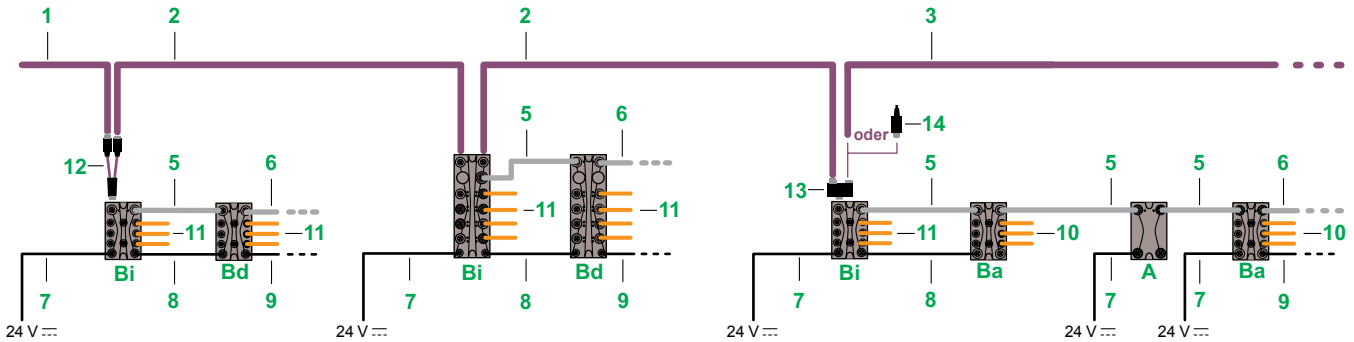 1 2 2 3
5 6 14
oder
12 5 6 5 5 5 6
13
11 11 11 11 11 10 10
Bi Bd Bi Bd Bi Ba A Ba
7 8 9 7 8 9 7 8 7 7 9
24 V ⎓ 24 V ⎓ 24 V ⎓ 24 V ⎓ 24 V ⎓